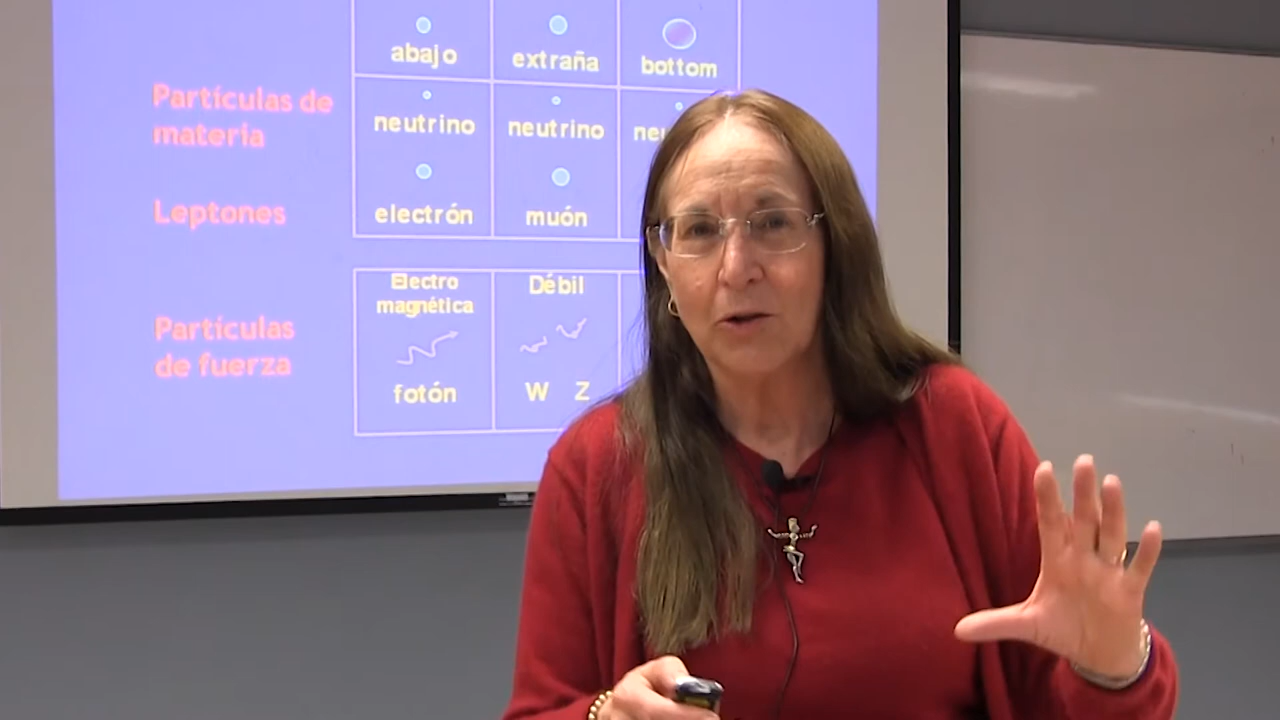 abajo extraña bottom
Partículas de
materia
neutrino neutrino
Leptones
electrón muón
Electro
magnética
Débil
Partículas
de fuerza
fotón W Z